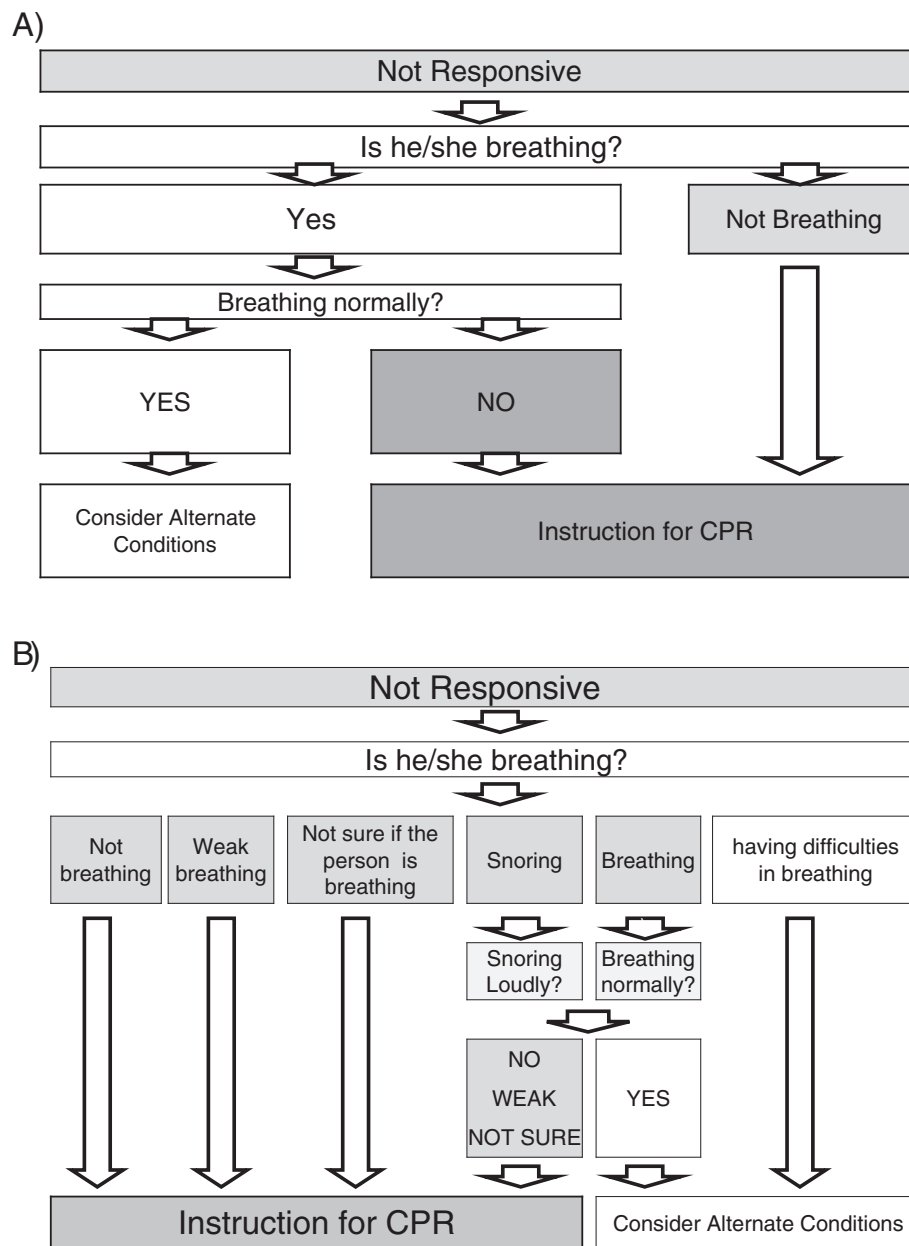 A)
Not Responsive
Is he/she breathing?
Yes
Not Breathing
Breathing normally?
YES
NO
Consider Alternate
Conditions
Instruction for CPR
B)
Not Responsive
Is he/she breathing?
Not
breathing
Weak
breathing
Not sure if the
person is
breathing
Snoring
Breathing
having difficulties
in breathing
Snoring
Loudly?
Breathing
normally?
NO
WEAK
NOT SURE
YES
Instruction for CPR
Consider Alternate Conditions